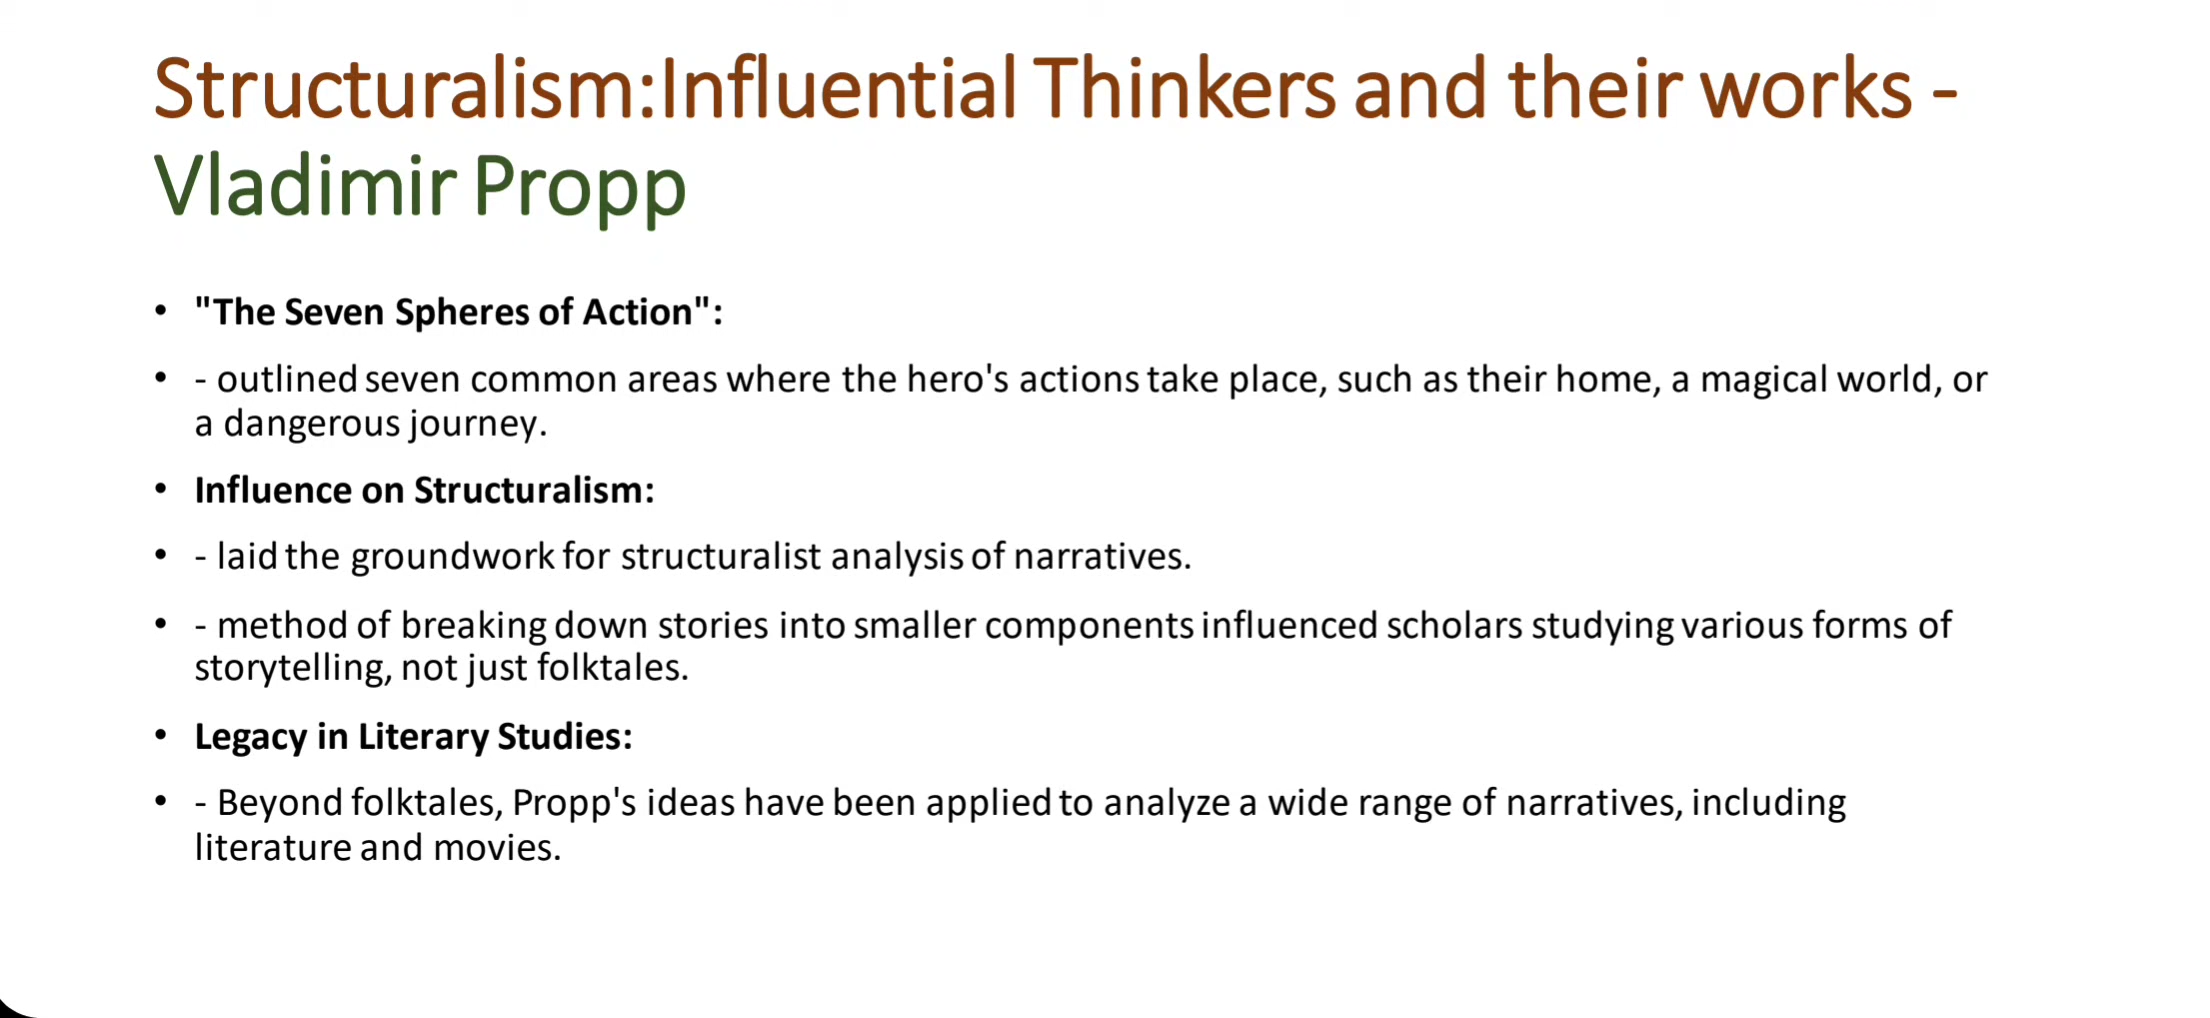 Structuralism:Influential Thinkers and their works -
Vladimir Propp
• "The Seven Spheres of Action":
• - outlined seven common areas where the hero's actions take place, such as their home, a magical world, or
a dangerous journey.
• Influence on Structuralism:
• - laid the groundwork for structuralist analysis of narratives.
• - method of breaking down stories into smaller components influenced scholars studying various forms of
storytelling, not just folktales.
• Legacy in Literary Studies:
• - Beyond folktales, Propp's ideas have been applied to analyze a wide range of narratives, including
literature and movies.